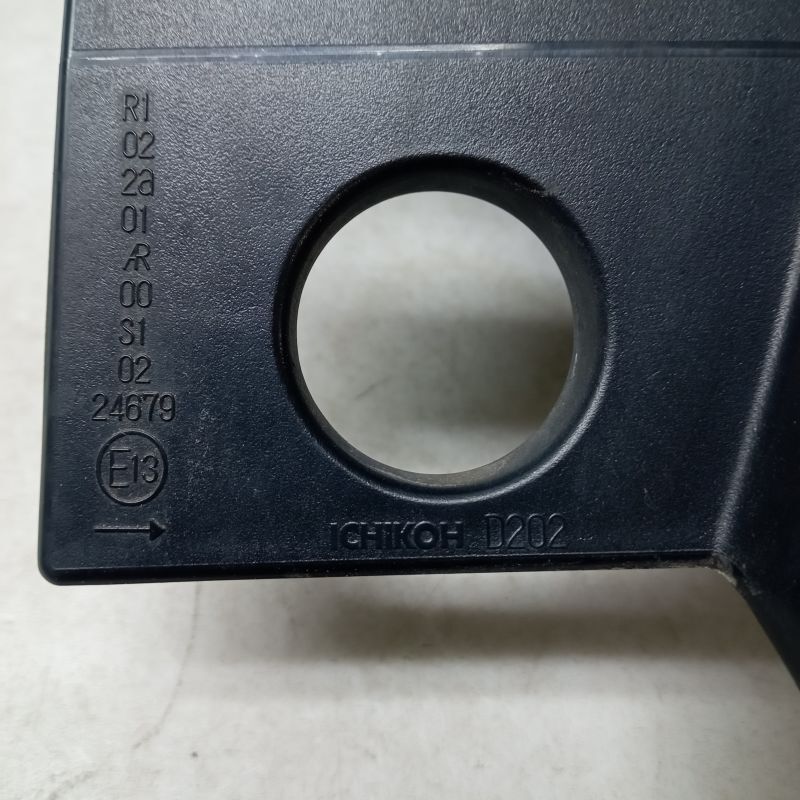 R1
02
2a
01
AR
00
S1
02
24679
E13
→
ICHIKOH D202